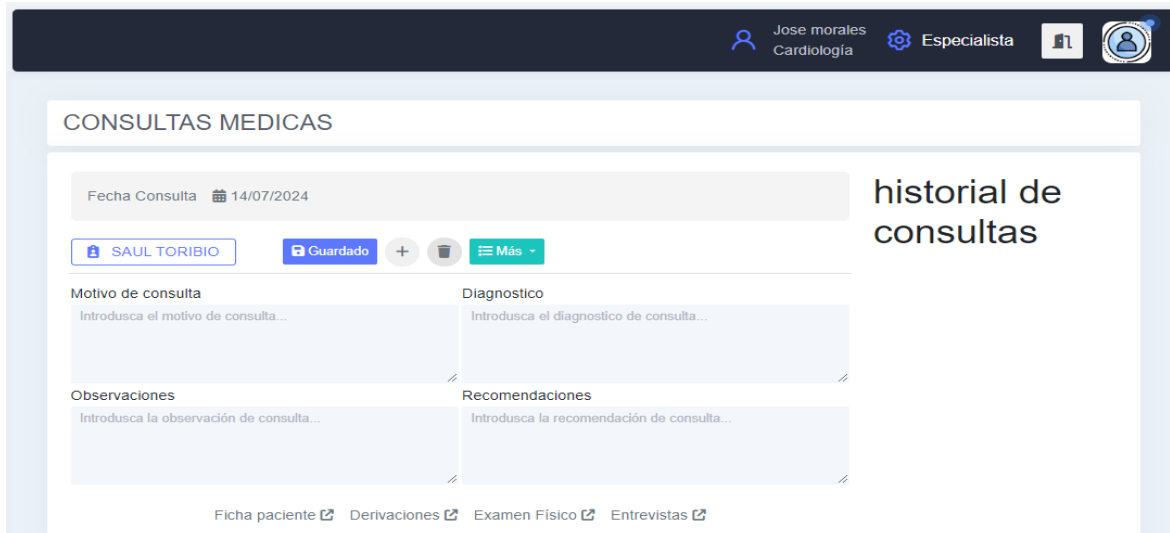 Jose morales
Cardiología
Especialista
CONSULTAS MEDICAS
Fecha Consulta 14/07/2024
historial de
consultas
SAUL TORIBIO
Guardado
Más
Motivo de consulta
Diagnostico
Introdusca el motivo de consulta...
Introdusca el diagnostico de consulta...
Observaciones
Recomendaciones
Introdusca la observación de consulta...
Introdusca la recomendación de consulta...
Ficha paciente Derivaciones Examen Físico Entrevistas